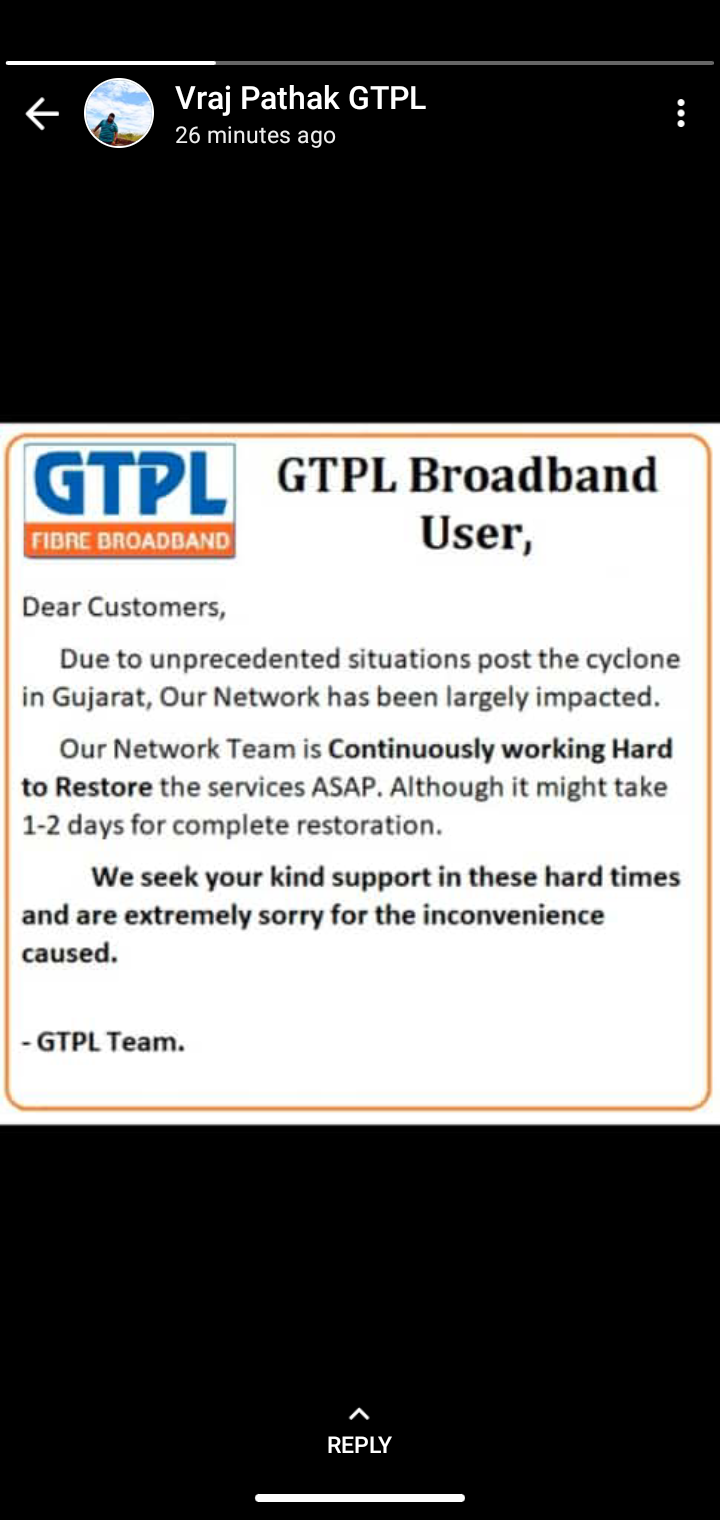 Vraj Pathak GTPL
26 minutes ago
GTPL
FIBRE BROADBAND
GTPL Broadband
User,
Dear Customers,
Due to unprecedented situations post the cyclone
in Gujarat, Our Network has been largely impacted.
Our Network Team is Continuously working Hard
to Restore the services ASAP. Although it might take
1-2 days for complete restoration.
We seek your kind support in these hard times
and are extremely sorry for the inconvenience
caused.
- GTPL Team.
REPLY